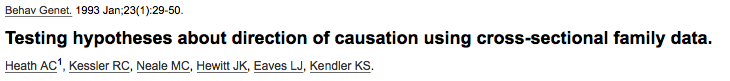 Behav Genet. 1993 Jan;23(1):29-50.
Testing hypotheses about direction of causation using cross-sectional family data.
Heath AC1, Kessler RC, Neale MC, Hewitt JK, Eaves LJ, Kendler KS.